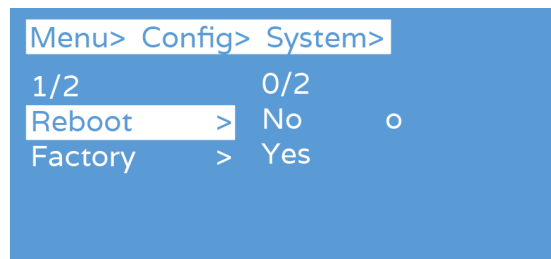 Menu> Config> System>
1/2 0/2
Reboot > No o
Factory > Yes